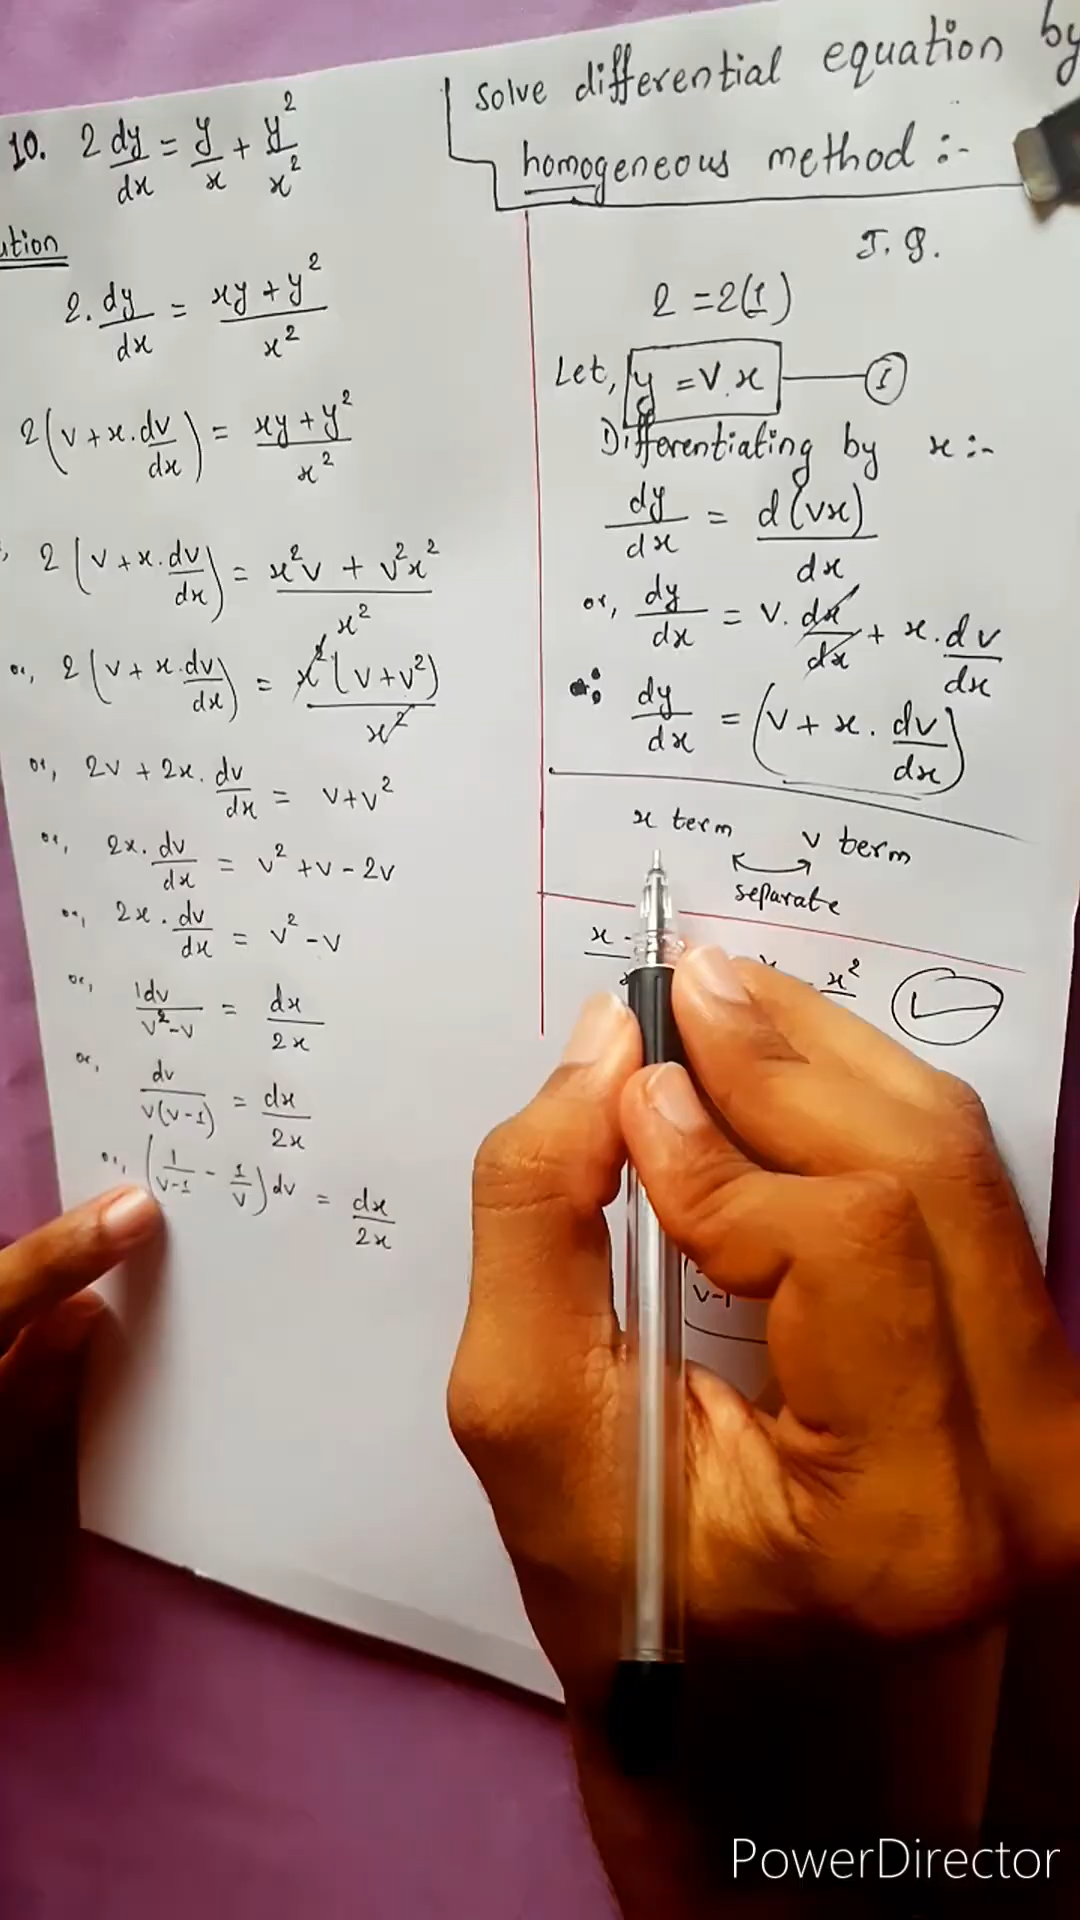 Solve differential equation by
homogeneous method :-
10. 2 dy/dx = y/x + y²/x²
2. dy/dx = (xy + y²)/x²
2(v + x. dv/dx) = (xy + y²)/x²
2(v + x. dv/dx) = (x²v + v²x²)/x²
or, 2(v + x. dv/dx) = x²(v + v²)/x²
or, 2v + 2x. dv/dx = v + v²
or, 2x. dv/dx = v² + v - 2v
or, 2x. dv/dx = v² - v
or, 1dv/(v² - v) = dx/2x
or, dv/(v(v-1)) = dx/2x
or, (1/(v-1) - 1/v) dv = dx/2x
I. g.
2 = 2(1)
Let, y = v.x — (I)
Differentiating by x :-
dy/dx = d(vx)/dx
or, dy/dx = v. dx/dx + x. dv/dx
dy/dx = (v + x. dv/dx)
x term v term
separate
x -
x²
v-1
PowerDirector